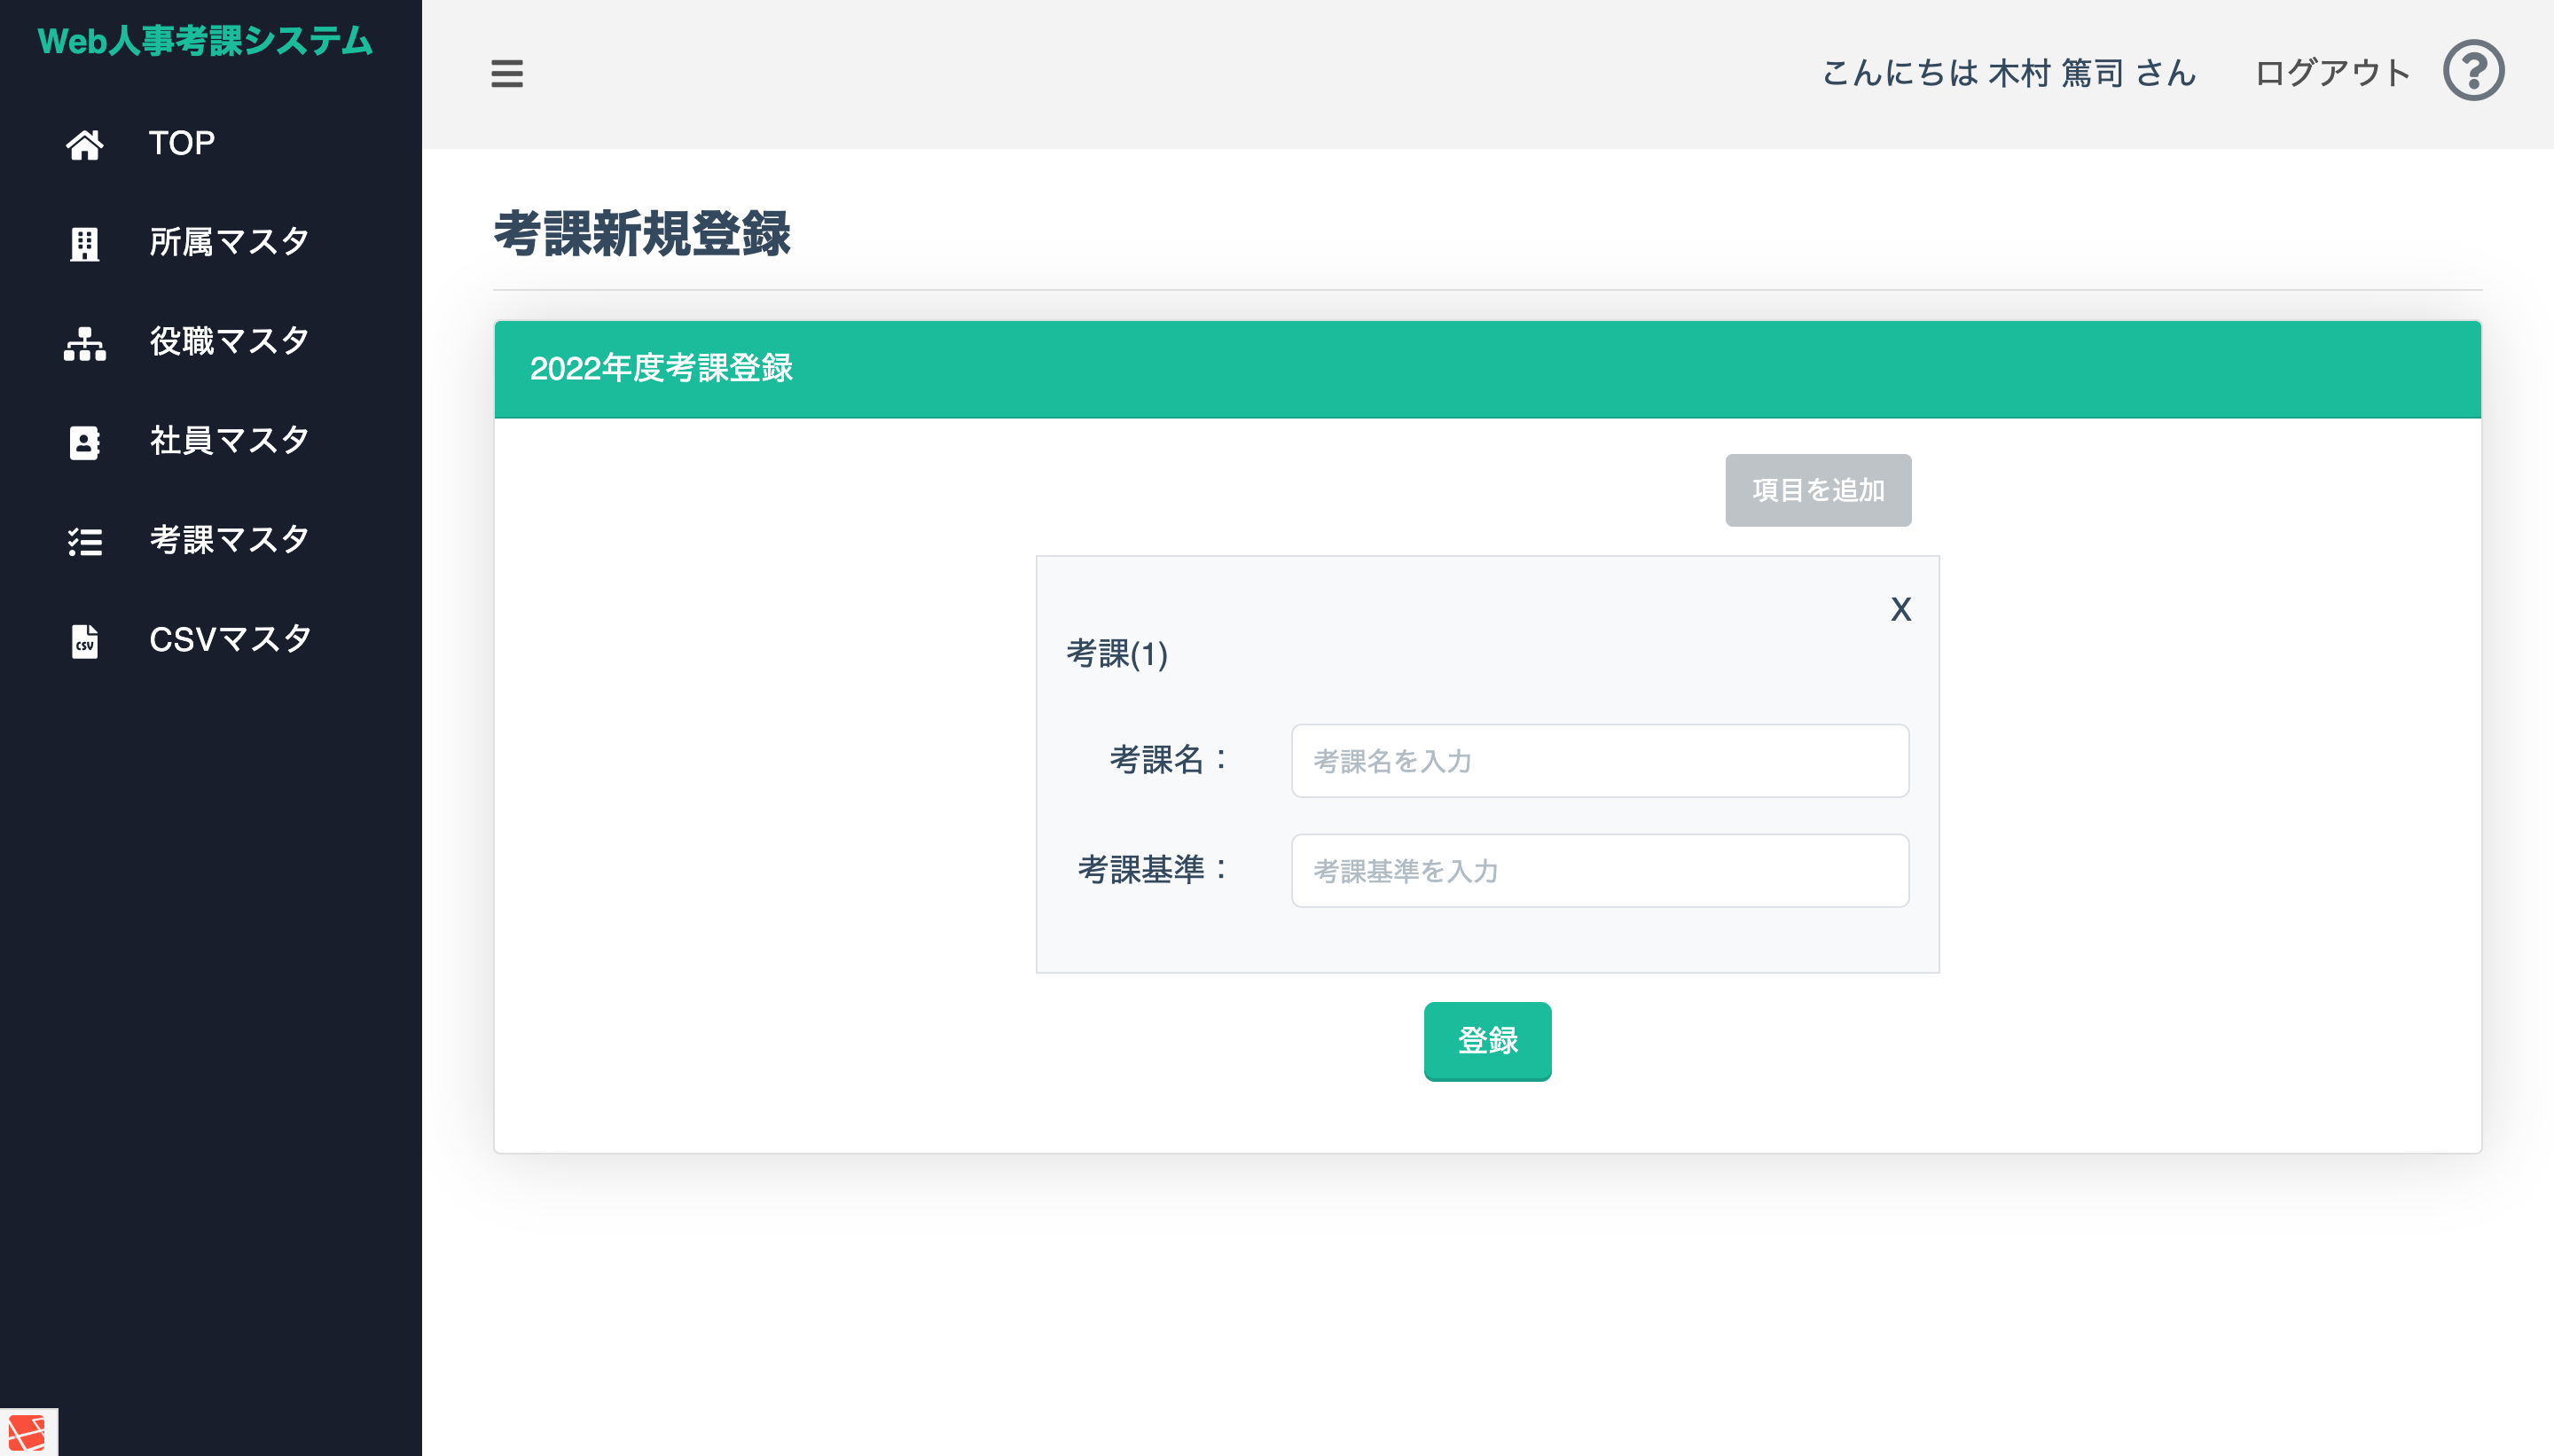 Web人事考課システム
こんにちは 木村 篤司 さん
ログアウト
?
TOP
所属マスタ
役職マスタ
社員マスタ
考課マスタ
CSV
CSVマスタ
考課新規登録
2022年度考課登録
項目を追加
X
考課(1)
考課名：
考課名を入力
考課基準：
考課基準を入力
登録